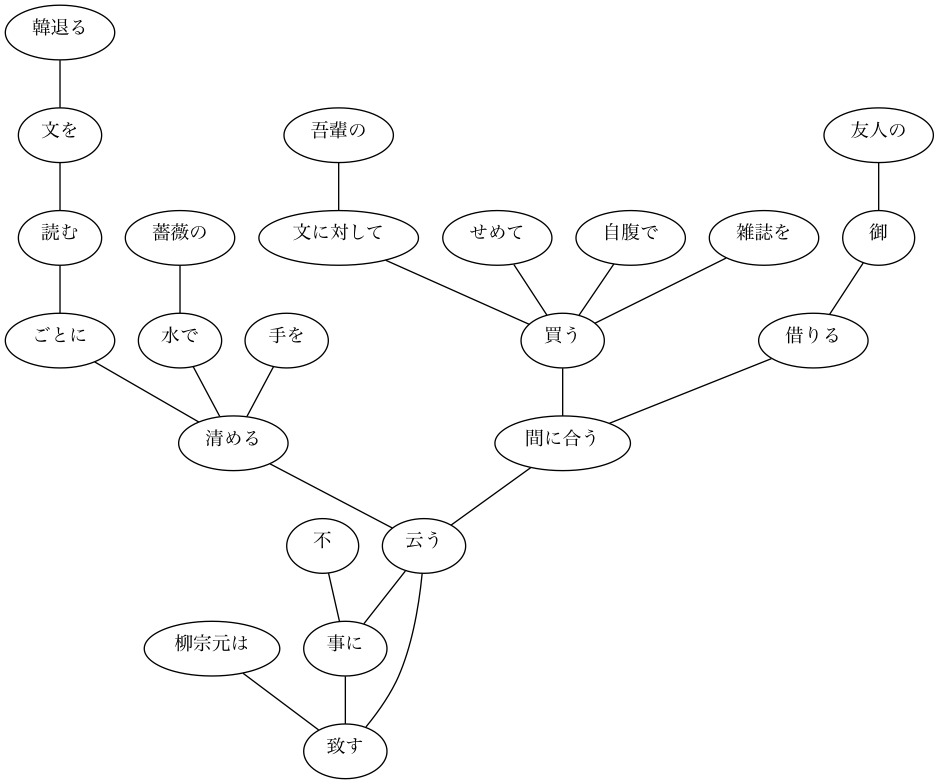 韓退る
文を
吾輩の
友人の
読む
薔薇の
文に対して
せめて
自腹で
雑誌を
御
ごとに
水で
手を
買う
借りる
清める
間に合う
不
云う
柳宗元は
事に
致す